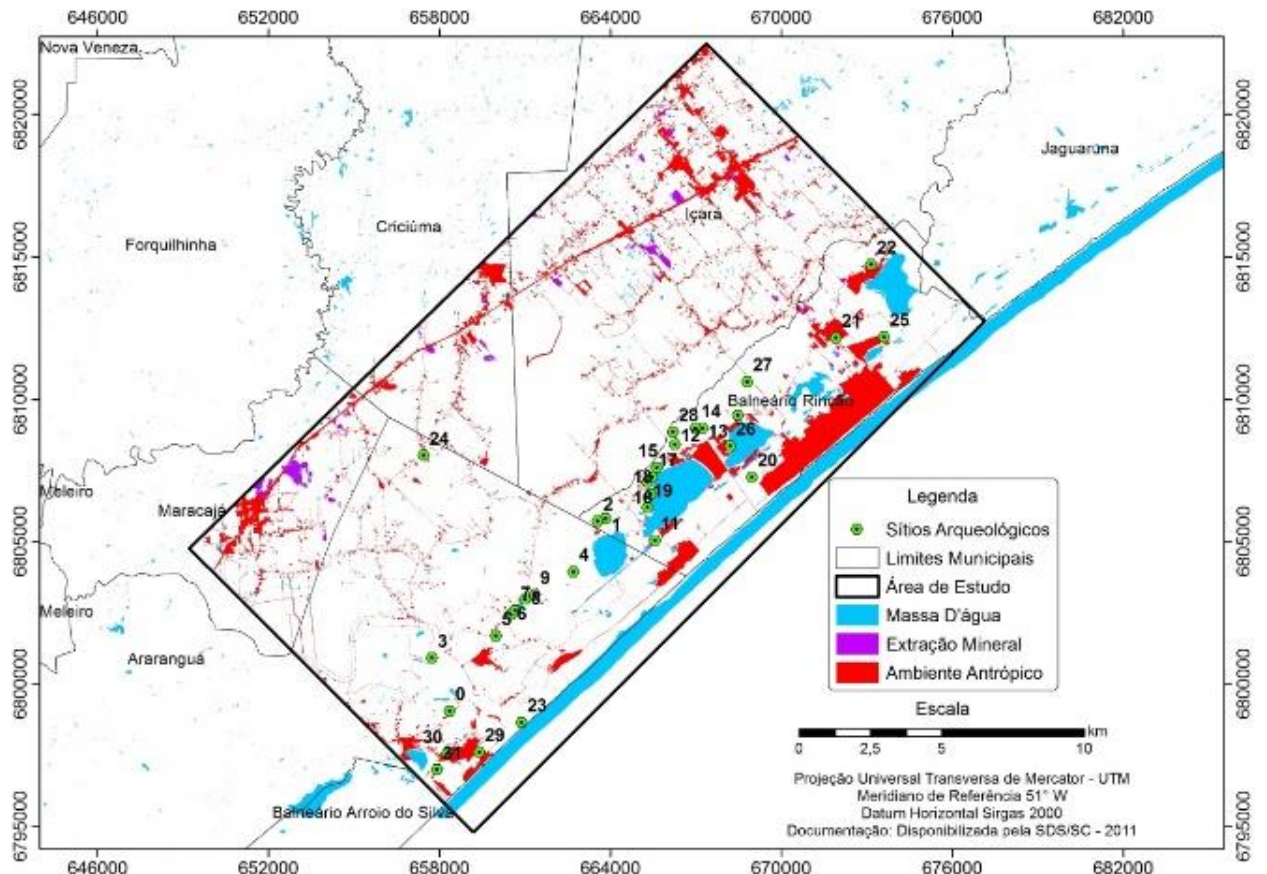 646000 652000 658000 664000 670000 676000 682000
Nova Veneza
6820000
6820000
Jaguaruna
Içara
Criciúma
Forquilhinha
6815000
22
6815000
21
25
27
6810000
Balneário Rincão
6810000
28
14
12
13
26
24
15
17
20
Meleiro
18
19
Maracajá
16
2
1
11
6805000
6805000
4
9
7
8
Meleiro
5
6
Araranguá
3
6800000
6800000
0
23
30
29
31
Balneário Arroio do Silva
6795000
6795000
Legenda
Sítios Arqueológicos
Limites Municipais
Área de Estudo
Massa D'água
Extração Mineral
Ambiente Antrópico
Escala
km
0 2,5 5 10
Projeção Universal Transversa de Mercator - UTM
Meridiano de Referência 51° W
Datum Horizontal Sirgas 2000
Documentação: Disponibilizada pela SDS/SC - 2011
646000 652000 658000 664000 670000 676000 682000